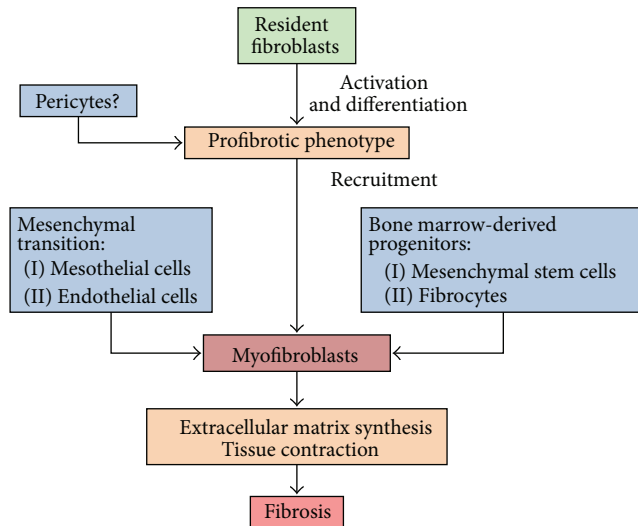 Resident
fibroblasts
Activation
and differentiation
Pericytes?
Profibrotic phenotype
Recruitment
Mesenchymal
transition:
(I) Mesothelial cells
(II) Endothelial cells
Bone marrow-derived
progenitors:
(I) Mesenchymal stem cells
(II) Fibrocytes
Myofibroblasts
Extracellular matrix synthesis
Tissue contraction
Fibrosis